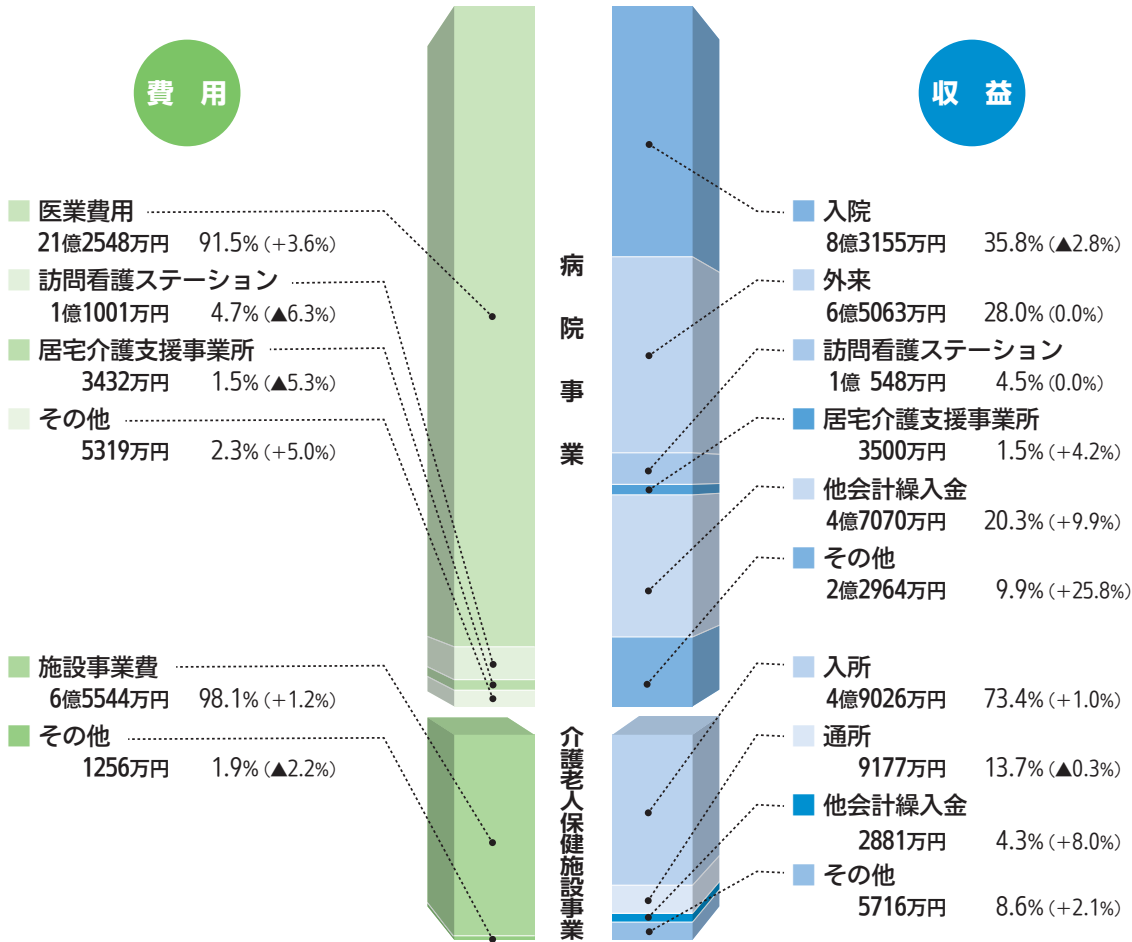 費用
医業費用
21億2548万円 91.5%(+3.6%)
訪問看護ステーション
1億1001万円 4.7%(▲6.3%)
居宅介護支援事業所
3432万円 1.5%(▲5.3%)
その他
5319万円 2.3%(+5.0%)
施設事業費
6億5544万円 98.1%(+1.2%)
その他
1256万円 1.9%(▲2.2%)
病院事業
介護老人保健施設事業
収益
入院
8億3155万円 35.8%(▲2.8%)
外来
6億5063万円 28.0%(0.0%)
訪問看護ステーション
1億 548万円 4.5%(0.0%)
居宅介護支援事業所
3500万円 1.5%(+4.2%)
他会計繰入金
4億7070万円 20.3%(+9.9%)
その他
2億2964万円 9.9%(+25.8%)
入所
4億9026万円 73.4%(+1.0%)
通所
9177万円 13.7%(▲0.3%)
他会計繰入金
2881万円 4.3%(+8.0%)
その他
5716万円 8.6%(+2.1%)